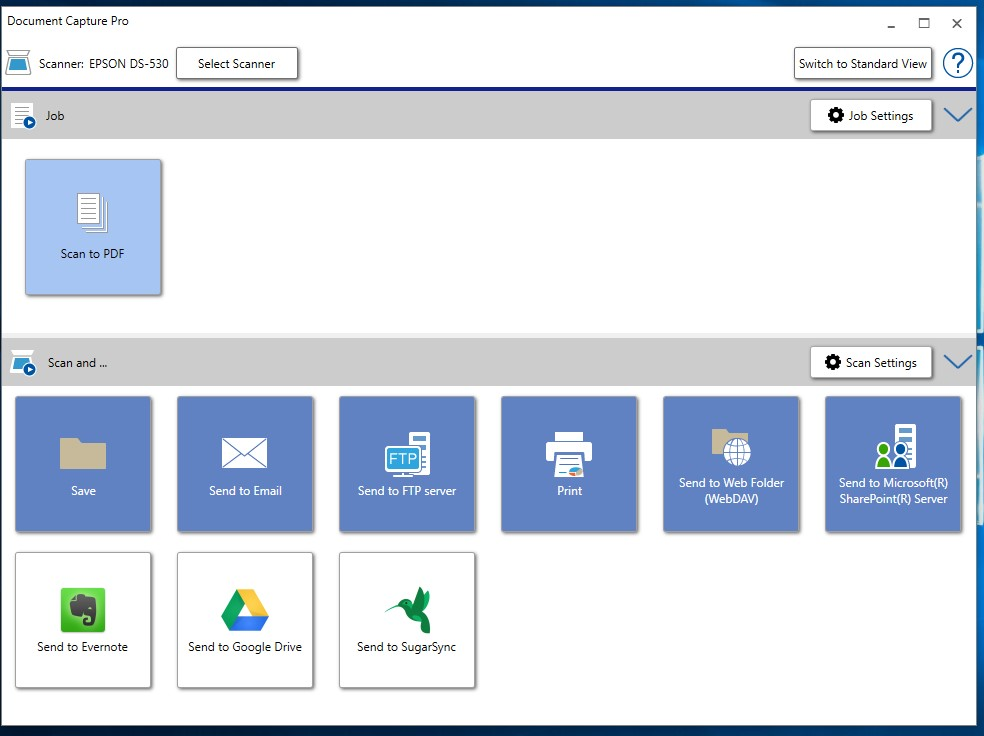 Document Capture Pro
Scanner: EPSON DS-530
Select Scanner
Switch to Standard View
?
Job
Job Settings
Scan to PDF
Scan and ...
Scan Settings
Save
Send to Email
FTP
Send to FTP server
Print
Send to Web Folder
(WebDAV)
Send to Microsoft(R)
SharePoint(R) Server
Send to Evernote
Send to Google Drive
Send to SugarSync